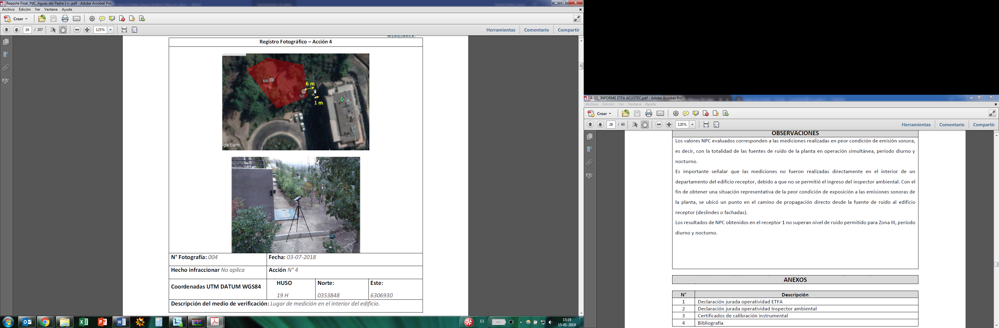 Reporte Final_PdC_Aguas del Padre I-c-.pdf - Adobe Acrobat Pro
Archivo Edición Ver Ventana Ayuda
Crear
16 / 207
125%
Herramientas Comentario Compartir
manquehue.
Registro Fotográfico – Acción 4
BB
6 m
GE
A
1 m
R1
gle Earth
N° Fotografía: 004
Fecha: 03-07-2018
Hecho infraccionar No aplica
Acción N° 4
Coordenadas UTM DATUM WGS84
HUSO
19 H
Norte:
0353848
Este:
6306930
Descripción del medio de verificación: Lugar de medición en el interior del edificio.
ES
15:19
15-01-2019
A-11_ INFORME ETFA ACUSTEC.pdf - Adobe Acrobat Pro
Archivo Edición Ver Ventana Ayuda
Crear
28 / 40
120%
Herramientas Comentario Compartir
OBSERVACIONES
Los valores NPC evaluados corresponden a las mediciones realizadas en peor condición de emisión sonora,
es decir, con la totalidad de las fuentes de ruido de la planta en operación simultánea, periodo diurno y
nocturno.
Es importante señalar que las mediciones no fueron realizadas directamente en el interior de un
departamento del edificio receptor, debido a que no se permitió el ingreso del inspector ambiental. Con el
fin de obtener una situación representativa de la peor condición de exposición a las emisiones sonoras de
la planta, se ubicó un punto en el camino de propagación directo desde la fuente de ruido al edificio
receptor (deslindes o fachadas).
Los resultados de NPC obtenidos en el receptor 1 no superan nivel de ruido permitido para Zona III, período
diurno y nocturno.
ANEXOS
N° Descripción
1 Declaración jurada operatividad ETFA
2 Declaración jurada operatividad Inspector ambiental
3 Certificados de calibración instrumental
4 Bibliografía